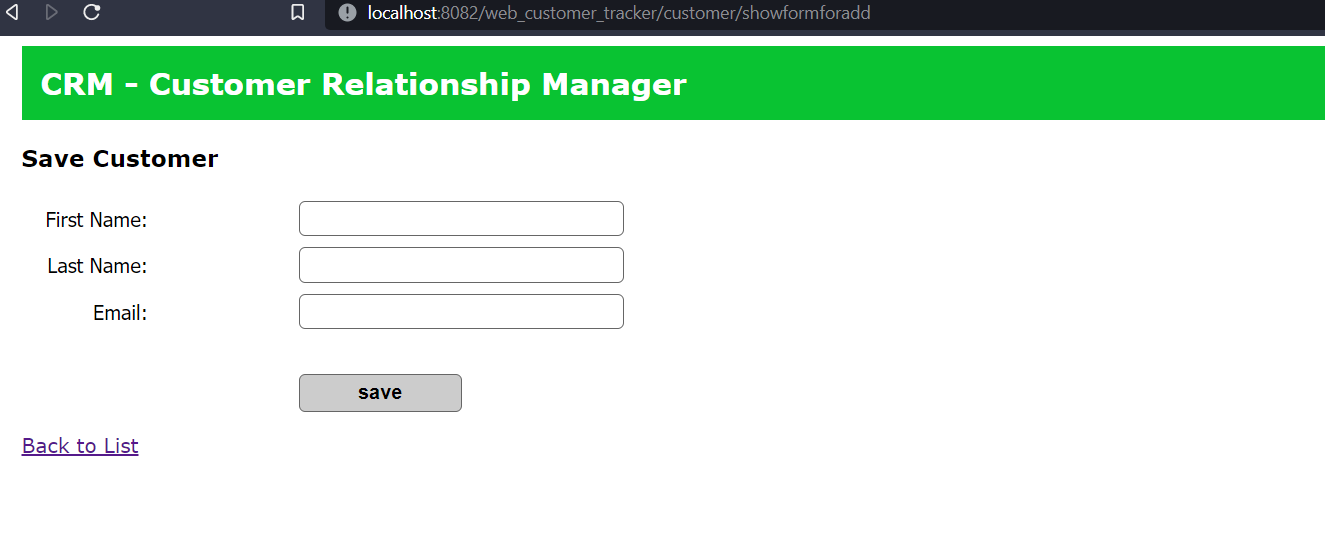 localhost:8082/web_customer_tracker/customer/showformforadd
CRM - Customer Relationship Manager
Save Customer
First Name:
Last Name:
Email:
save
Back to List